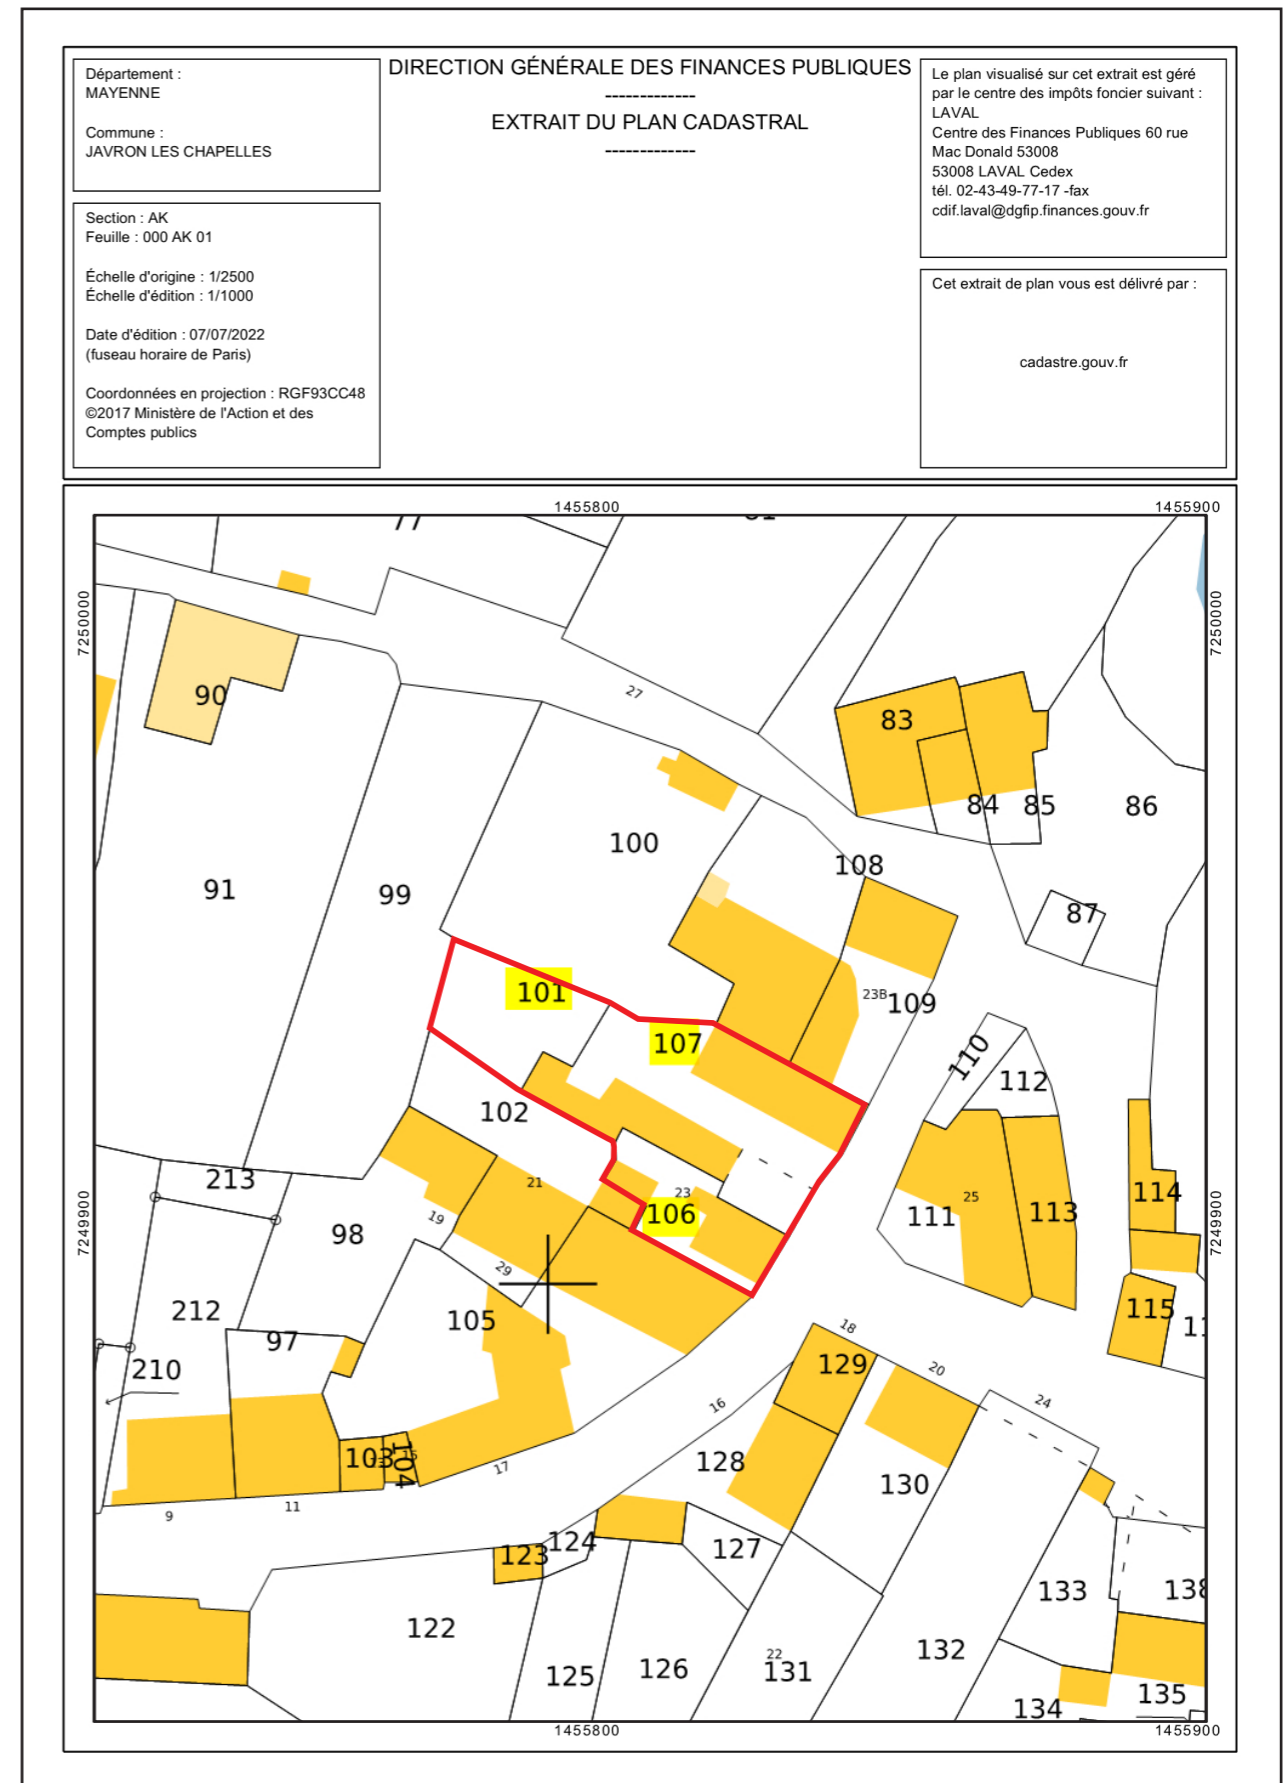 Département :
MAYENNE
Commune :
JAVRON LES CHAPELLES
Section : AK
Feuille : 000 AK 01
Échelle d'origine : 1/2500
Échelle d'édition : 1/1000
Date d'édition : 07/07/2022
(fuseau horaire de Paris)
Coordonnées en projection : RGF93CC48
©2017 Ministère de l'Action et des
Comptes publics
DIRECTION GÉNÉRALE DES FINANCES PUBLIQUES
-------------
EXTRAIT DU PLAN CADASTRAL
-------------
Le plan visualisé sur cet extrait est géré
par le centre des impôts foncier suivant :
LAVAL
Centre des Finances Publiques 60 rue
Mac Donald 53008
53008 LAVAL Cedex
tél. 02-43-49-77-17 -fax
cdif.laval@dgfip.finances.gouv.fr
Cet extrait de plan vous est délivré par :
cadastre.gouv.fr
1455800
1455900
77
7250000
7250000
27
90
83
84
85
86
100
108
91
99
87
101
23B
109
107
110
112
102
213
21
23
106
25
111
113
114
7249900
7249900
19
98
29
212
105
115
97
18
129
20
210
24
16
128
103
104
15
17
130
11
9
124
127
123
133
138
122
132
125
126
22
131
134
135
1455800
1455900